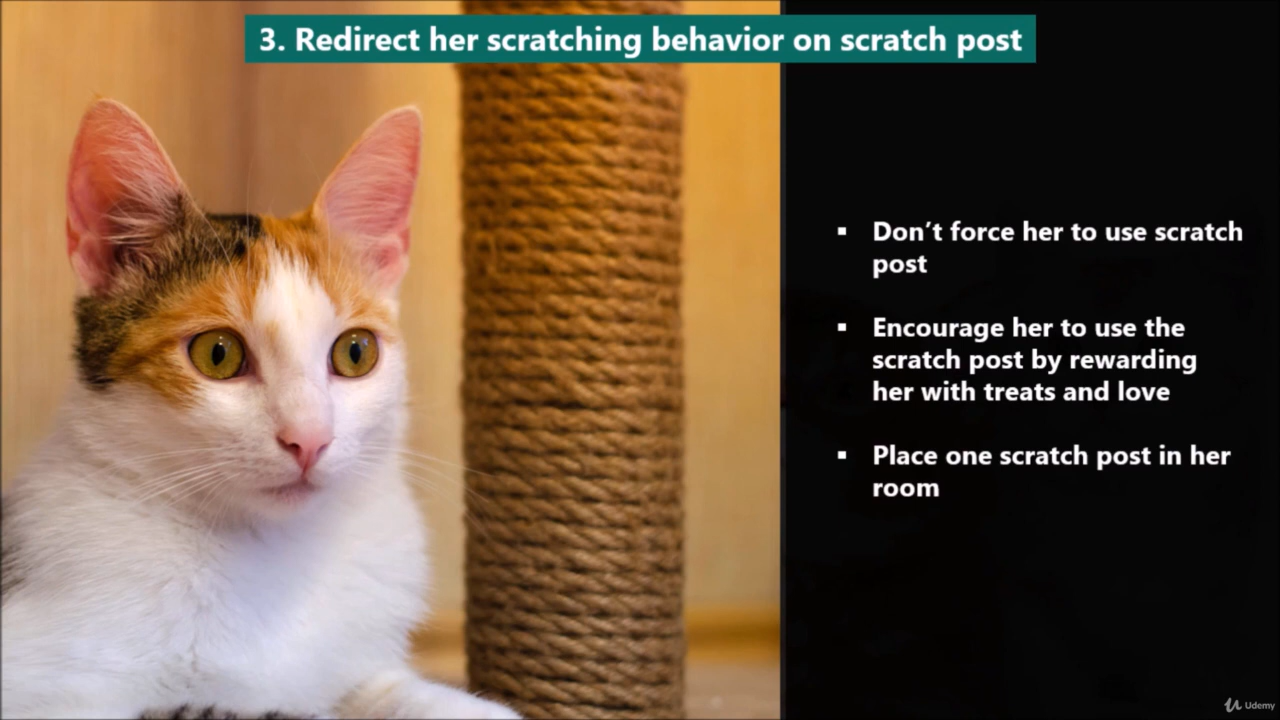 3. Redirect her scratching behavior on scratch post
▪ Don’t force her to use scratch
post
▪ Encourage her to use the
scratch post by rewarding
her with treats and love
▪ Place one scratch post in her
room
Udemy